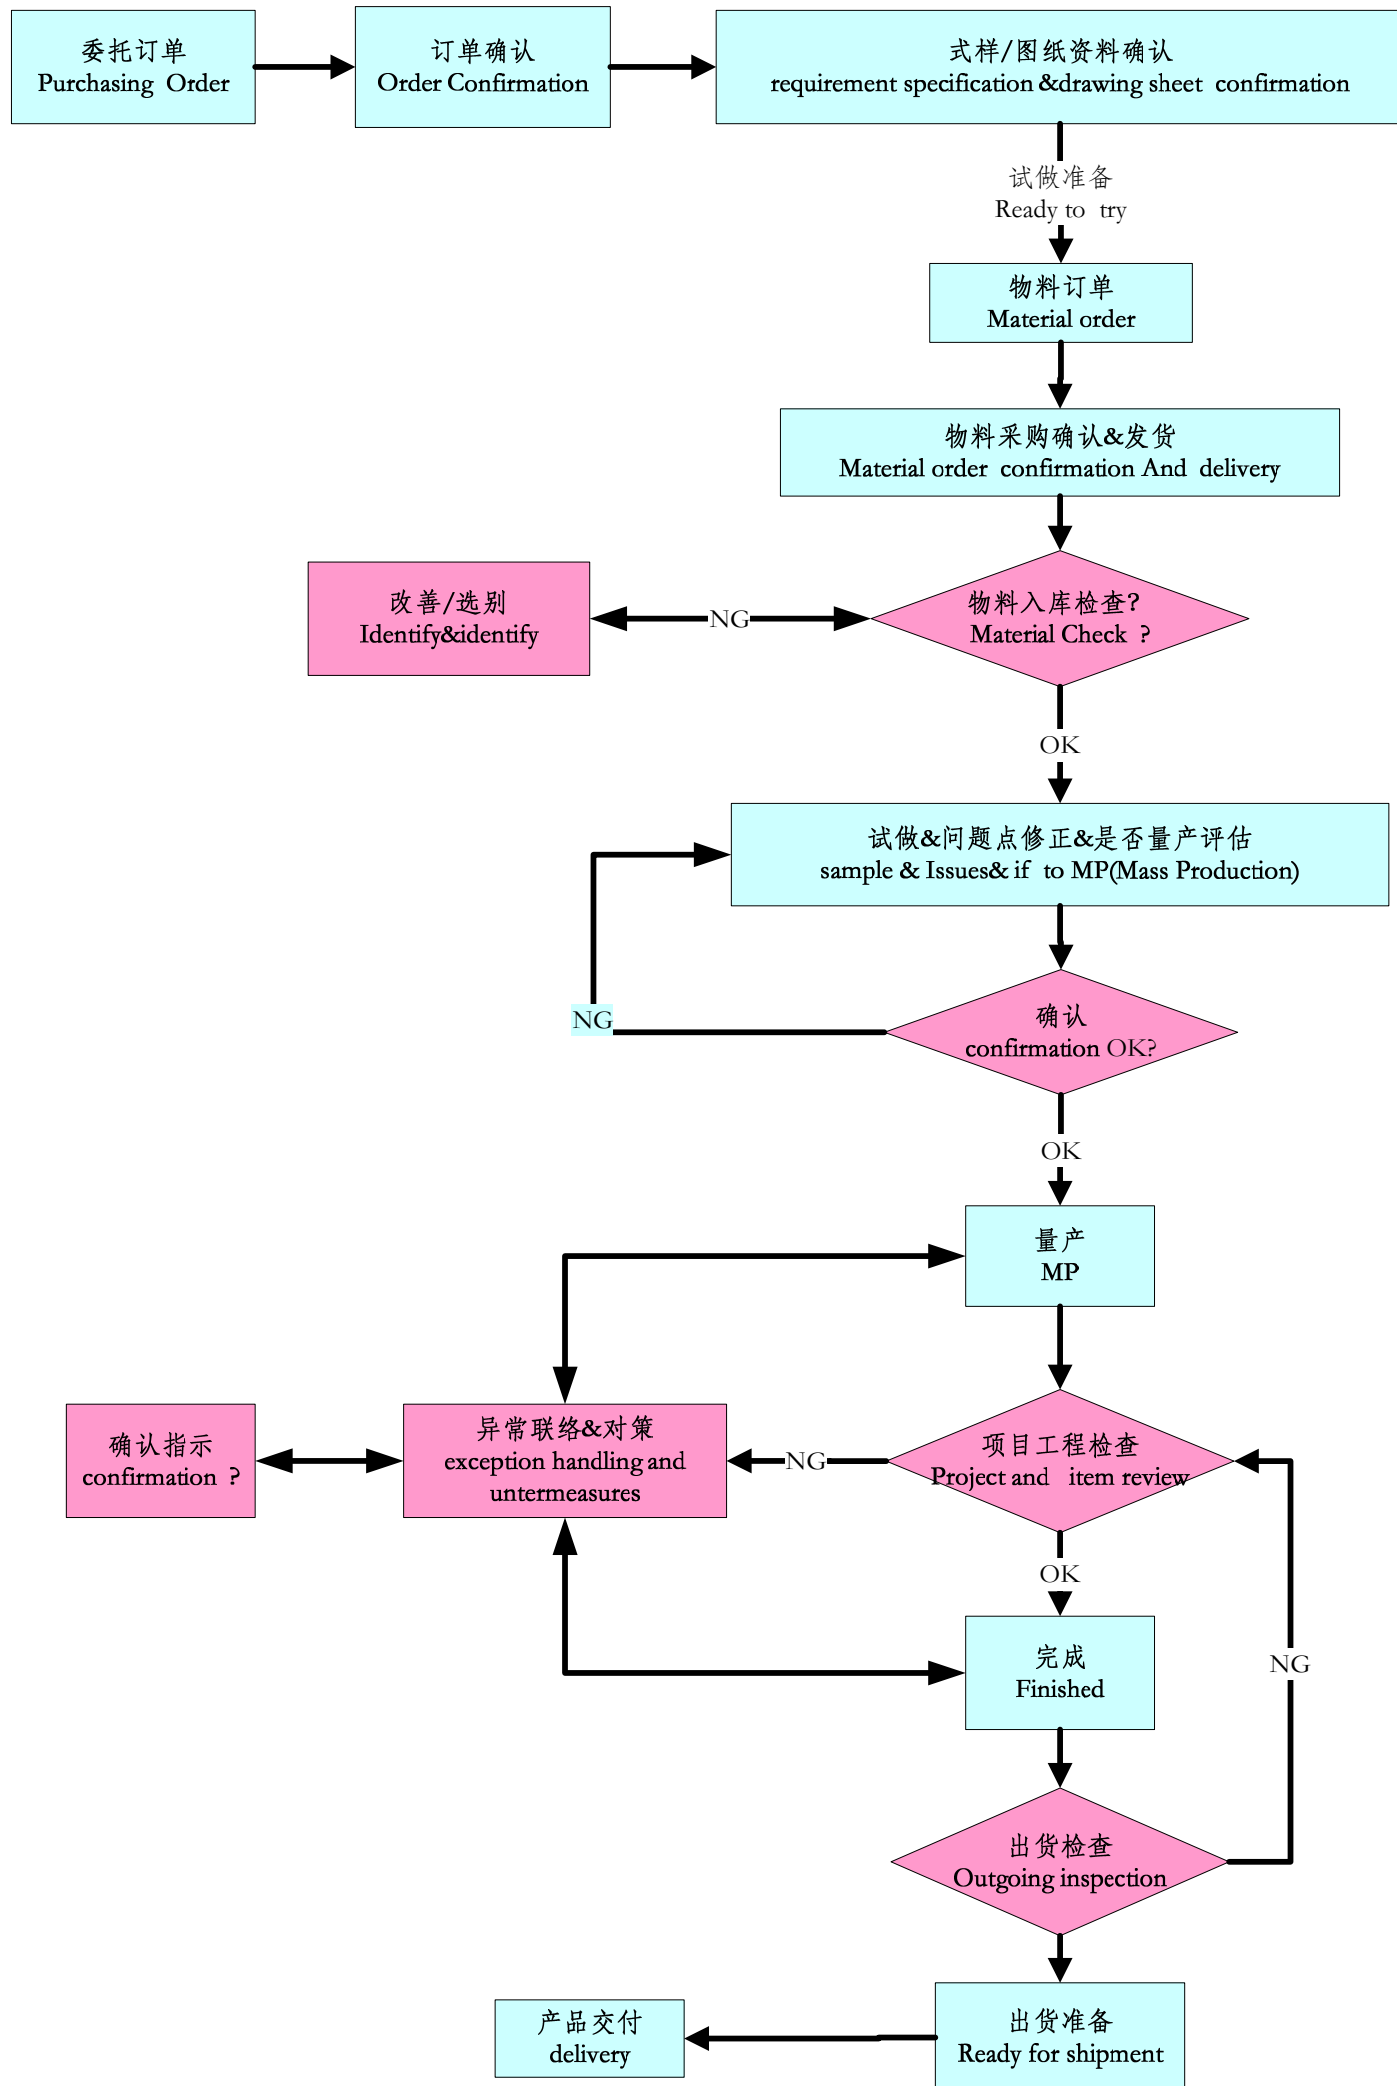 委托订单
Purchasing Order
订单确认
Order Confirmation
式样/图纸资料确认
requirement specification &drawing sheet confirmation
试做准备
Ready to try
物料订单
Material order
物料采购确认&发货
Material order confirmation And delivery
改善/选别
Identify&identify
NG
物料入库检查?
Material Check ?
OK
试做&问题点修正&是否量产评估
sample & Issues& if to MP(Mass Production)
NG
确认
confirmation OK?
OK
量产
MP
确认指示
confirmation ?
异常联络&对策
exception handling and
untermeasures
NG
项目工程检查
Project and item review
OK
完成
Finished
NG
出货检查
Outgoing inspection
产品交付
delivery
出货准备
Ready for shipment